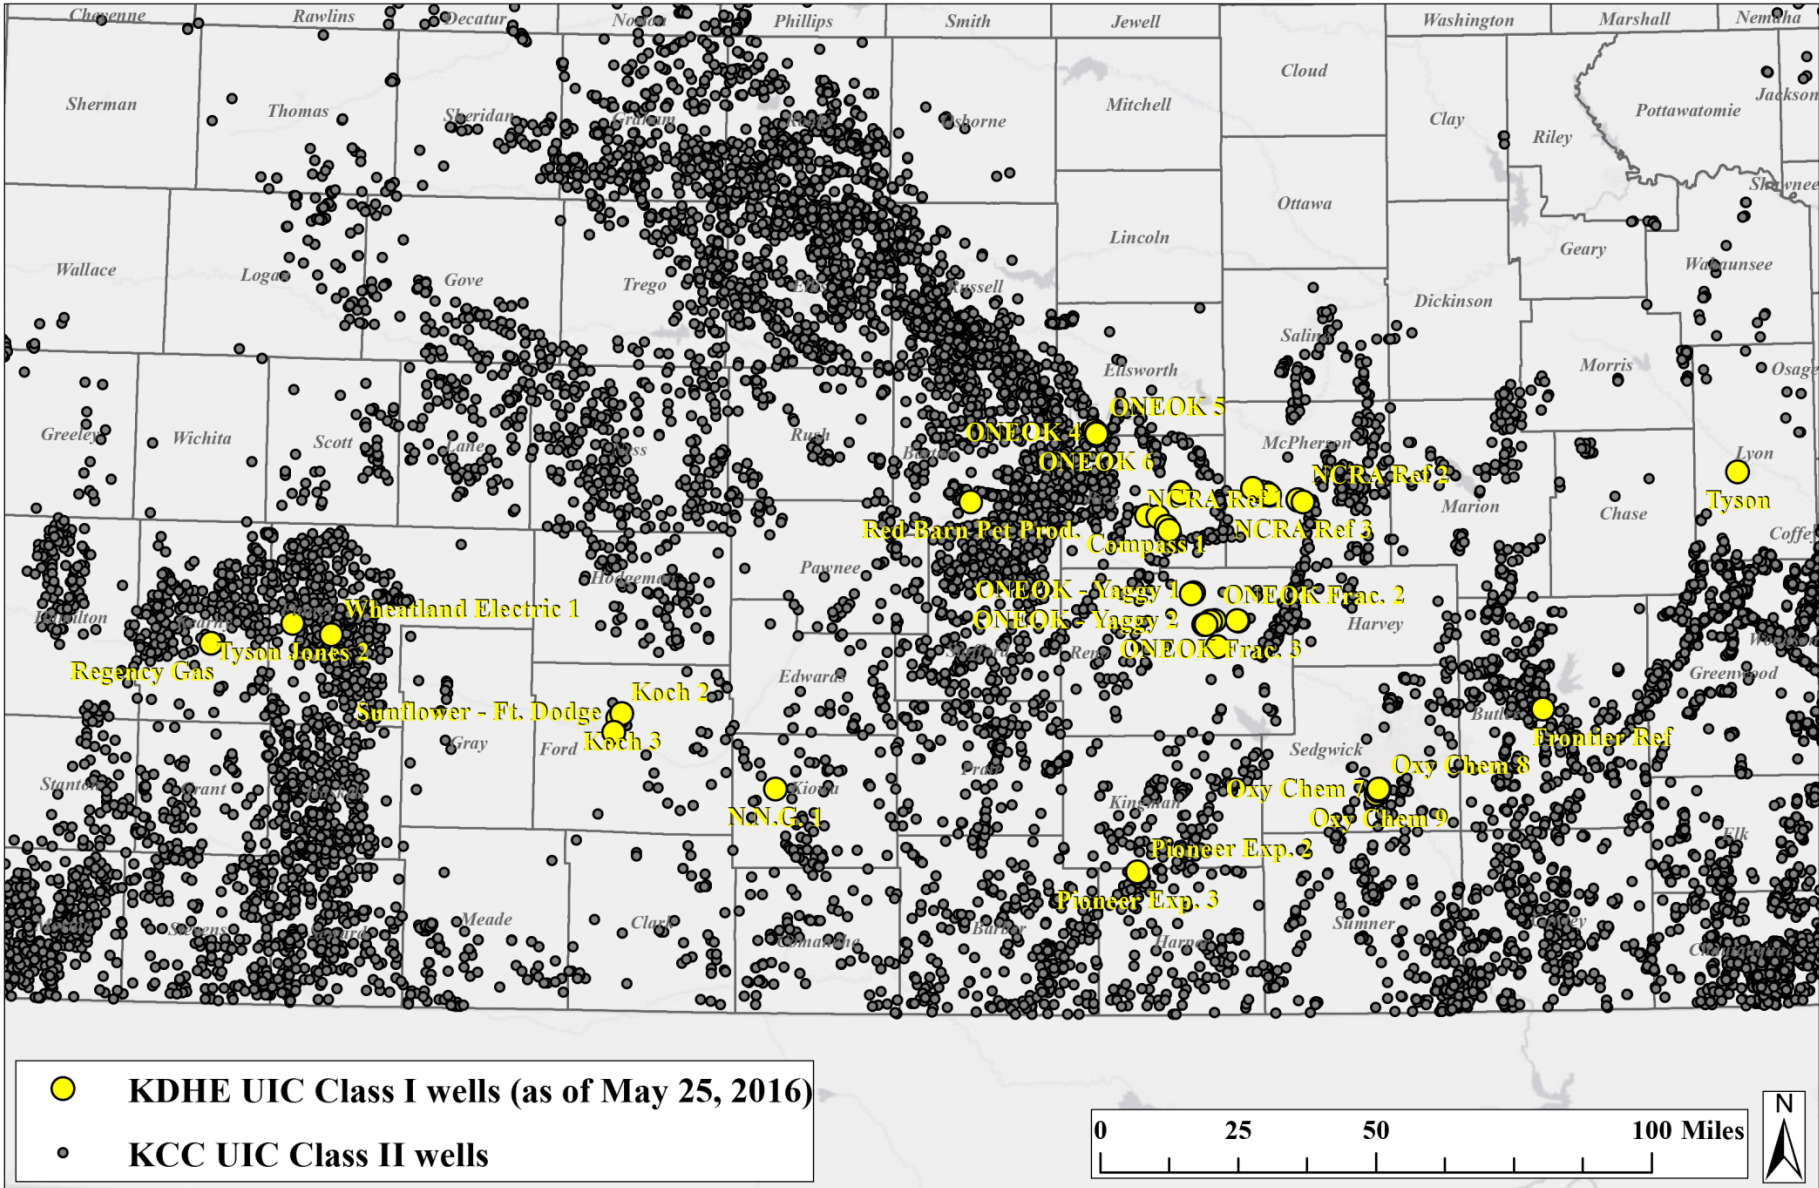 Cheyenne
Rawlins
Decatur
Norton
Phillips
Smith
Jewell
Washington
Marshall
Nemaha
Cloud
Sherman
Thomas
Sheridan
Graham
Rooks
Osborne
Mitchell
Clay
Riley
Pottawatomie
Jackson
Shawnee
Ottawa
Lincoln
Geary
Wabaunsee
Wallace
Logan
Gove
Trego
Ellis
Russell
Dickinson
Saline
Ellsworth
Morris
Osage
Greeley
Wichita
Scott
Lane
Ness
Rush
Barton
Rice
McPherson
Marion
Chase
Lyon
Coffey
ONEOK 5
ONEOK 4
ONEOK 6
NCRA Ref 2
NCRA Ref 1
NCRA Ref 3
Tyson
Red Barn Pet Prod.
Compass 1
Hamilton
Kearny
Hodgeman
Pawnee
Stafford
Reno
Harvey
Greenwood
Butler
Edwards
ONEOK - Yaggy 1
ONEOK Frac. 2
ONEOK - Yaggy 2
ONEOK Frac. 3
Wheatland Electric 1
Tyson Jones 2
Regency Gas
Koch 2
Sunflower - Ft. Dodge
Koch 3
Gray
Ford
Frontier Ref
Sedgwick
Oxy Chem 8
Oxy Chem 7
Oxy Chem 9
Stanton
Grant
Haskell
Kiowa
N.N.G. 1
Pratt
Kingman
Elk
Pioneer Exp. 2
Pioneer Exp. 3
Morton
Stevens
Seward
Meade
Clark
Comanche
Barber
Harper
Sumner
Cowley
Chautauqua
KDHE UIC Class I wells (as of May 25, 2016)
KCC UIC Class II wells
0 25 50 100 Miles
N